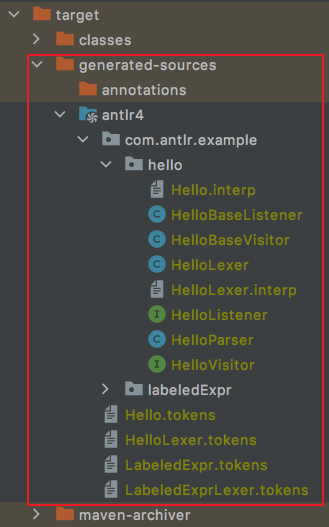 target
classes
generated-sources
annotations
antlr4
com.antlr.example
hello
Hello.interp
HelloBaseListener
HelloBaseVisitor
HelloLexer
HelloLexer.interp
HelloListener
HelloParser
HelloVisitor
labeledExpr
Hello.tokens
HelloLexer.tokens
LabeledExpr.tokens
LabeledExprLexer.tokens
maven-archiver